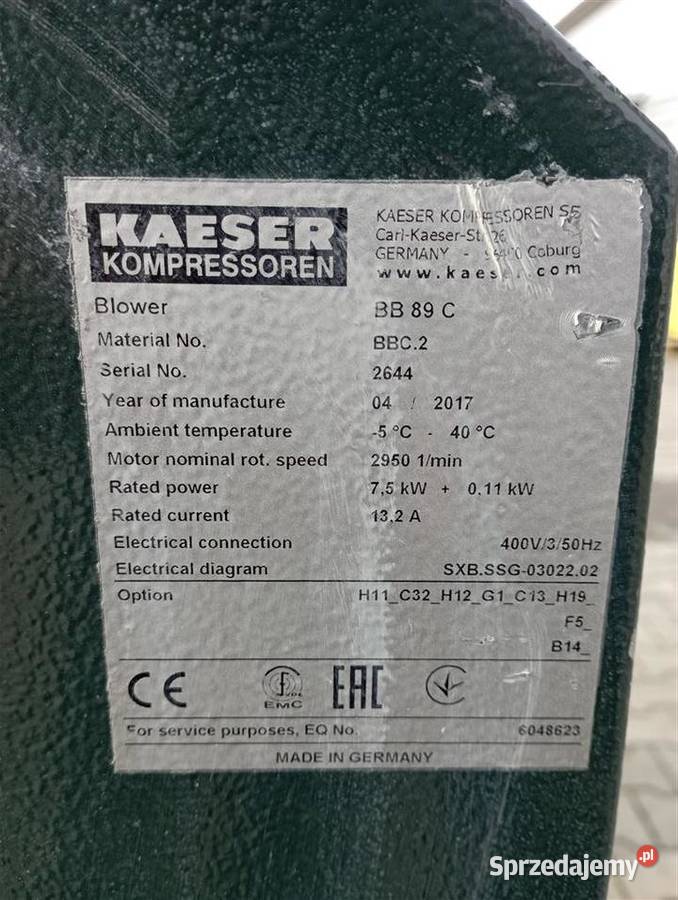 KAESER
KOMPRESSOREN
KAESER KOMPRESSOREN SE
Carl-Kaeser-St 26
GERMANY - Coburg
www.kaeser.com
Blower BB 89 C
Material No. BBC.2
Serial No. 2644
Year of manufacture 04 / 2017
Ambient temperature -5 °C - 40 °C
Motor nominal rot. speed 2950 1/min
Rated power 7,5 kW + 0,11 kW
Rated current 13,2 A
Electrical connection 400V/3/50Hz
Electrical diagram SXB.SSG-03022.02
Option H11_C32_H12_G1_C13_H19_
F5_
B14_
CE EMC EAC
For service purposes, EQ No. 6048623
MADE IN GERMANY
Sprzedajemy.pl